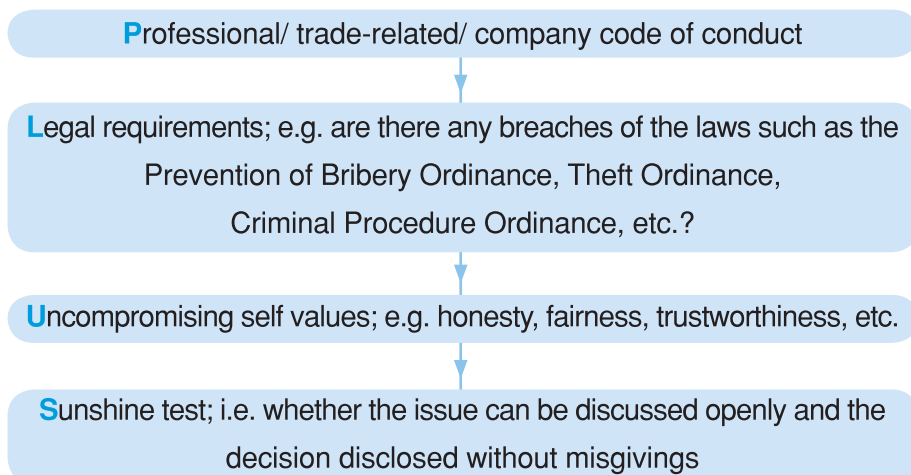 Professional/ trade-related/ company code of conduct
Legal requirements; e.g. are there any breaches of the laws such as the
Prevention of Bribery Ordinance, Theft Ordinance,
Criminal Procedure Ordinance, etc.?
Uncompromising self values; e.g. honesty, fairness, trustworthiness, etc.
Sunshine test; i.e. whether the issue can be discussed openly and the
decision disclosed without misgivings